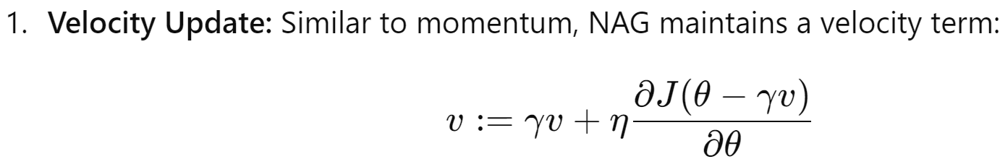 1. Velocity Update: Similar to momentum, NAG maintains a velocity term:
v := γv + η ∂J(θ − γv) / ∂θ